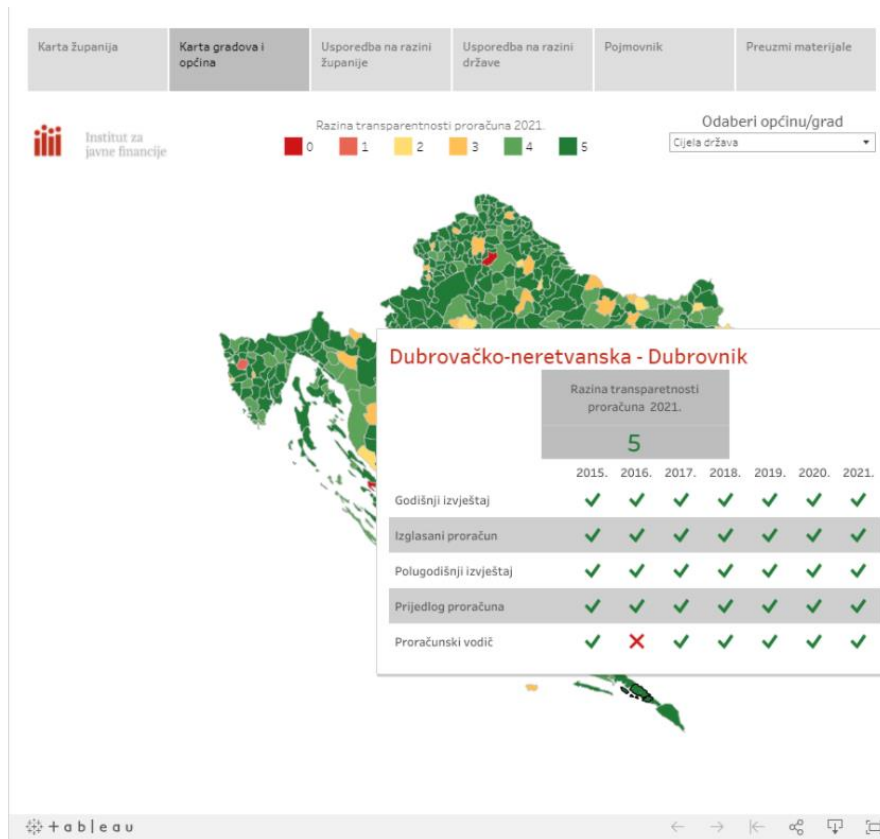 Karta županija
Karta gradova i
općina
Usporedba na razini
županije
Usporedba na razini
države
Pojmovnik
Preuzmi materijale
Institut za
javne financije
Razina transparentnosti proračuna 2021.
0 1 2 3 4 5
Odaberi općinu/grad
Cijela država
Dubrovačko-neretvanska - Dubrovnik
Razina transparetnosti
proračuna 2021.
5
2015. 2016. 2017. 2018. 2019. 2020. 2021.
Godišnji izvještaj
Izglasani proračun
Polugodišnji izvještaj
Prijedlog proračuna
Proračunski vodič
+ableau